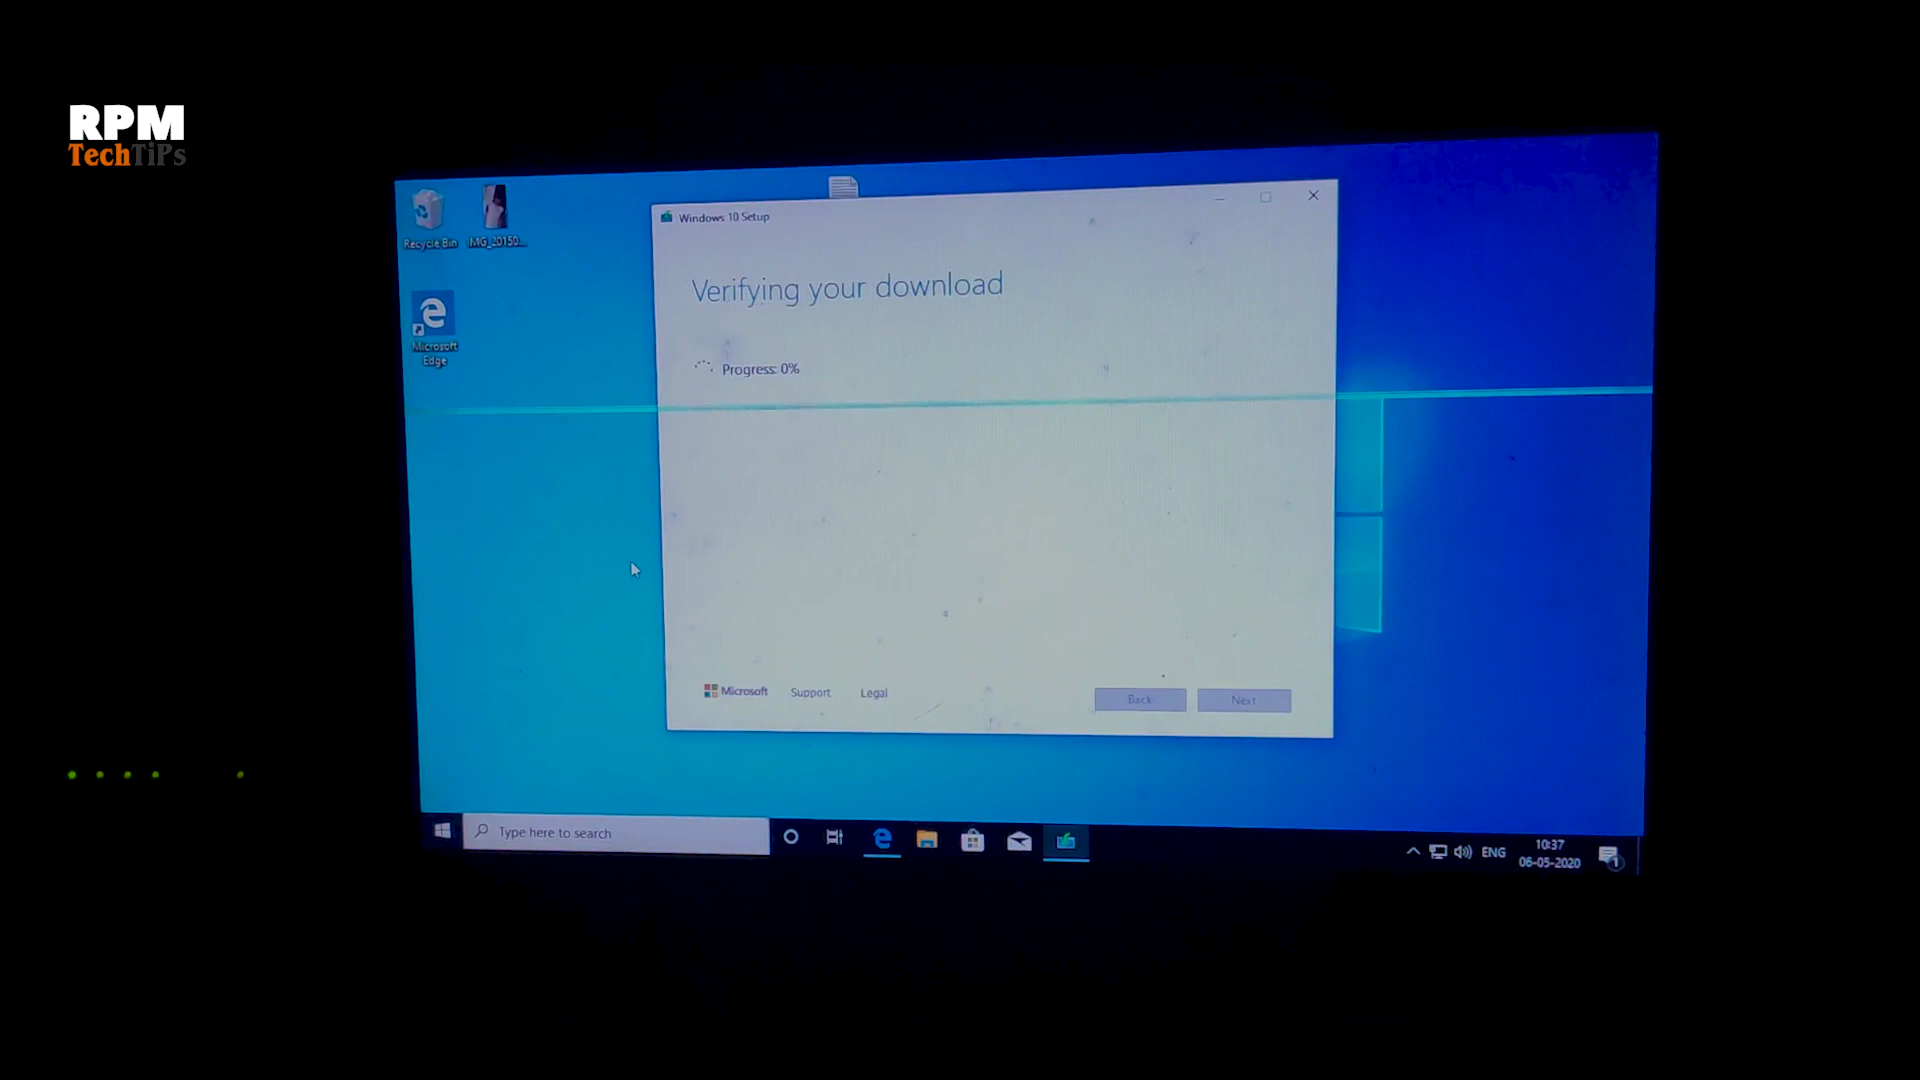 RPM
TechTiPs
Recycle Bin
IMG_20150...
Microsoft
Edge
Windows 10 Setup
Verifying your download
Progress: 0%
Microsoft
Support
Legal
Back
Next
Type here to search
ENG
10:37
06-05-2020
1